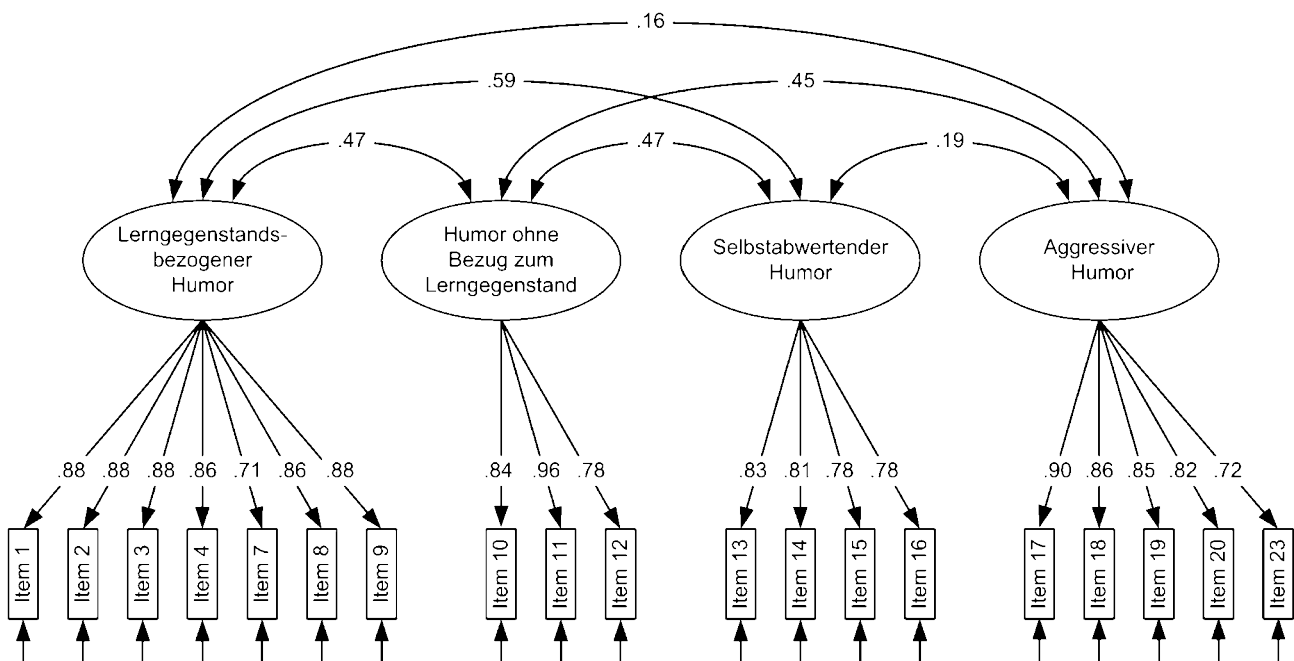 .16
.59
.45
.47
.47
.19
Lerngegenstands-
bezogener
Humor
Humor ohne
Bezug zum
Lerngegenstand
Selbstabwertender
Humor
Aggressiver
Humor
.88 .88 .88 .86 .71 .86 .88
.84 .96 .78
.83 .81 .78 .78
.90 .86 .85 .82 .72
Item 1
Item 2
Item 3
Item 4
Item 7
Item 8
Item 9
Item 10
Item 11
Item 12
Item 13
Item 14
Item 15
Item 16
Item 17
Item 18
Item 19
Item 20
Item 23